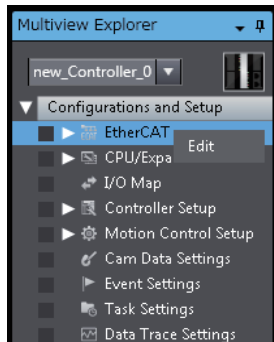 Multiview Explorer
new_Controller_0
Configurations and Setup
EtherCAT
Edit
CPU/Expa
I/O Map
Controller Setup
Motion Control Setup
Cam Data Settings
Event Settings
Task Settings
Data Trace Settings